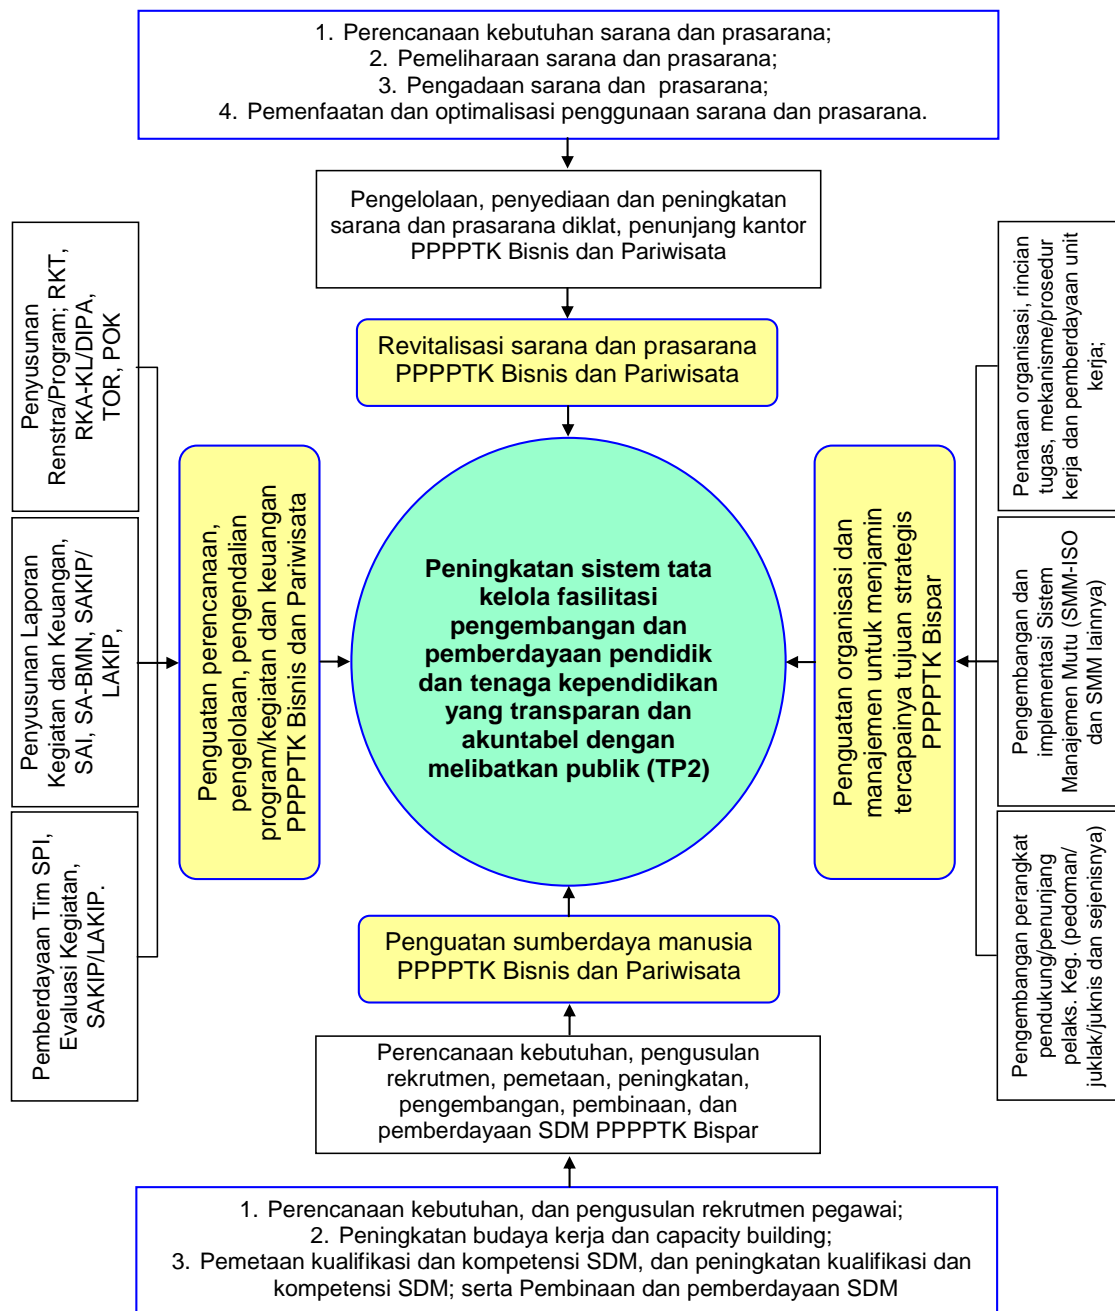 1. Perencanaan kebutuhan sarana dan prasarana;
2. Pemeliharaan sarana dan prasarana;
3. Pengadaan sarana dan prasarana;
4. Pemenfaatan dan optimalisasi penggunaan sarana dan prasarana.
Pengelolaan, penyediaan dan peningkatan
sarana dan prasarana diklat, penunjang kantor
PPPPTK Bisnis dan Pariwisata
Revitalisasi sarana dan prasarana
PPPPTK Bisnis dan Pariwisata
Penyusunan
Renstra/Program; RKT,
RKA-KL/DIPA,
TOR, POK
Penyusunan Laporan
Kegiatan dan Keuangan,
SAI, SA-BMN, SAKIP/
LAKIP,
Pemberdayaan Tim SPI,
Evaluasi Kegiatan,
SAKIP/LAKIP.
Penguatan perencanaan,
pengelolaan, pengendalian
program/kegiatan dan keuangan
PPPPTK Bisnis dan Pariwisata
Peningkatan sistem tata
kelola fasilitasi
pengembangan dan
pemberdayaan pendidik
dan tenaga kependidikan
yang transparan dan
akuntabel dengan
melibatkan publik (TP2)
Penguatan organisasi dan
manajemen untuk menjamin
tercapainya tujuan strategis
PPPPTK Bispar
Penataan organisasi, rincian
tugas, mekanisme/prosedur
kerja dan pemberdayaan unit
kerja;
Pengembangan dan
implementasi Sistem
Manajemen Mutu (SMM-ISO
dan SMM lainnya)
Pengembangan perangkat
pendukung/penunjang
pelaks. Keg. (pedoman/
juklak/juknis dan sejenisnya)
Penguatan sumberdaya manusia
PPPPTK Bisnis dan Pariwisata
Perencanaan kebutuhan, pengusulan
rekrutmen, pemetaan, peningkatan,
pengembangan, pembinaan, dan
pemberdayaan SDM PPPPTK Bispar
1. Perencanaan kebutuhan, dan pengusulan rekrutmen pegawai;
2. Peningkatan budaya kerja dan capacity building;
3. Pemetaan kualifikasi dan kompetensi SDM, dan peningkatan kualifikasi dan
kompetensi SDM; serta Pembinaan dan pemberdayaan SDM